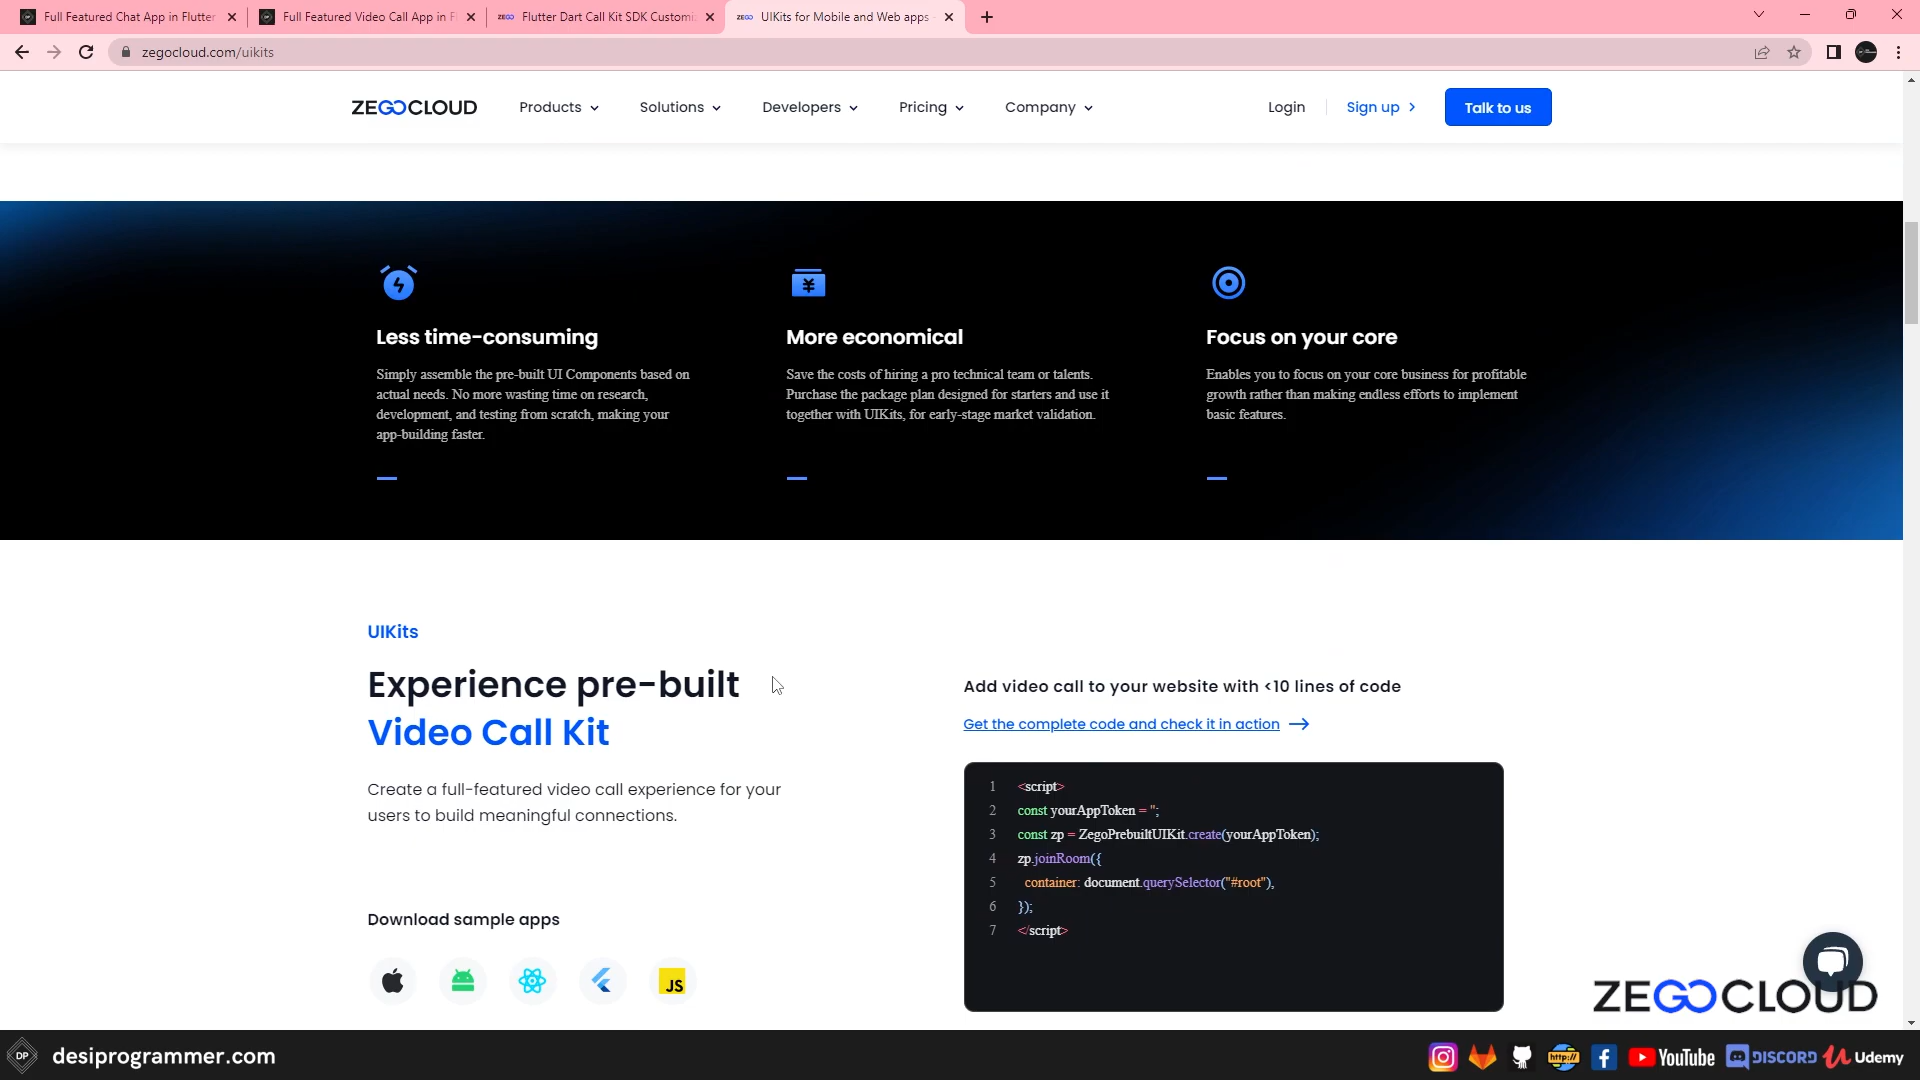 Full Featured Chat App in Flutter
Full Featured Video Call App in Fl
Flutter Dart Call Kit SDK Customi
UIKits for Mobile and Web apps
zegocloud.com/uikits
ZEGOCLOUD
Products
Solutions
Developers
Pricing
Company
Login
Sign up
Talk to us
Less time-consuming
Simply assemble the pre-built UI Components based on
actual needs. No more wasting time on research,
development, and testing from scratch, making your
app-building faster.
More economical
Save the costs of hiring a pro technical team or talents.
Purchase the package plan designed for starters and use it
together with UIKits, for early-stage market validation.
Focus on your core
Enables you to focus on your core business for profitable
growth rather than making endless efforts to implement
basic features.
UIKits
Experience pre-built
Video Call Kit
Create a full-featured video call experience for your
users to build meaningful connections.
Download sample apps
JS
Add video call to your website with <10 lines of code
Get the complete code and check it in action
1 <script>
2 const yourAppToken = '';
3 const zp = ZegoPrebuiltUIKit.create(yourAppToken);
4 zp.joinRoom({
5 container: document.querySelector("#root"),
6 });
7 </script>
ZEGOCLOUD
DP
desiprogrammer.com
http://
YouTube
DISCORD
Udemy